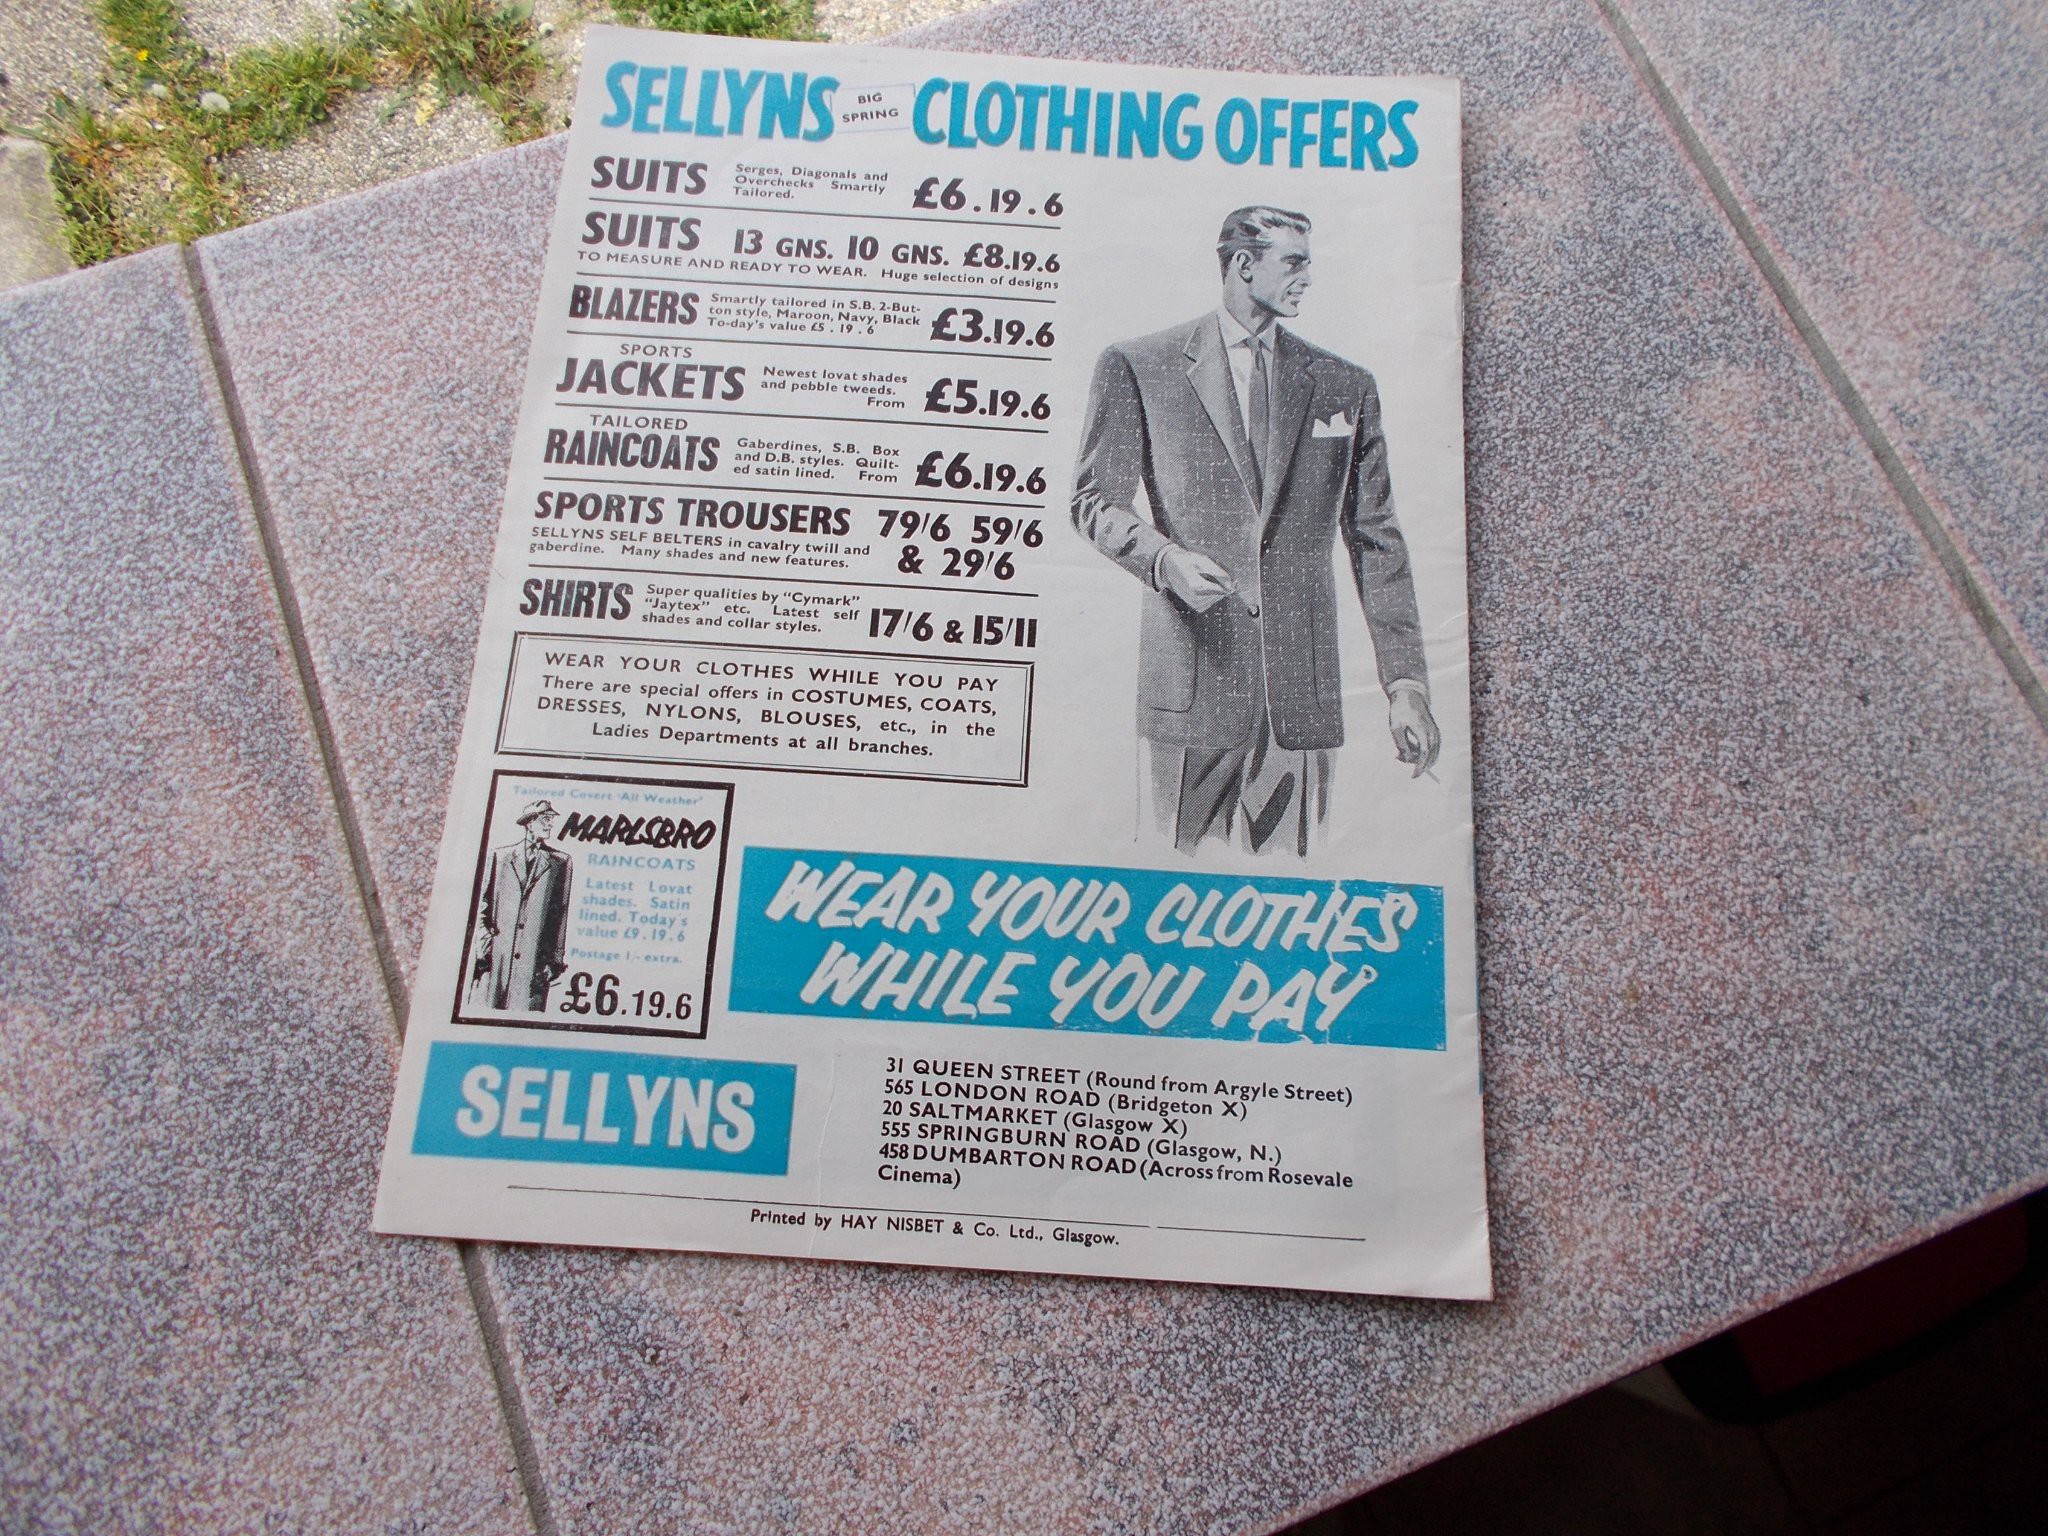 SELLYNS BIG SPRING CLOTHING OFFERS
SUITS Serges, Diagonals and
Overchecks Smartly
Tailored. £6.19.6
SUITS 13 GNS. 10 GNS. £8.19.6
TO MEASURE AND READY TO WEAR. Huge selection of designs
BLAZERS Smartly tailored in S.B. 2-But-
ton style, Maroon, Navy, Black
To-day's value £5.19.6 £3.19.6
SPORTS
JACKETS Newest lovat shades
and pebble tweeds.
From £5.19.6
TAILORED
RAINCOATS Gaberdines, S.B. Box
and D.B. styles. Quilt-
ed satin lined. From £6.19.6
SPORTS TROUSERS 79/6 59/6
SELLYNS SELF BELTERS in cavalry twill and
gaberdine. Many shades and new features. & 29/6
SHIRTS Super qualities by "Cymark"
"Jaytex" etc. Latest self
shades and collar styles. 17/6 & 15/11
WEAR YOUR CLOTHES WHILE YOU PAY
There are special offers in COSTUMES, COATS,
DRESSES, NYLONS, BLOUSES, etc., in the
Ladies Departments at all branches.
Tailored Covert 'All Weather'
MARLSBRO
RAINCOATS
Latest Lovat
shades. Satin
lined. Today's
value £9.19.6
Postage 1/- extra.
£6.19.6
WEAR YOUR CLOTHES
WHILE YOU PAY
SELLYNS
31 QUEEN STREET (Round from Argyle Street)
565 LONDON ROAD (Bridgeton X)
20 SALTMARKET (Glasgow X)
555 SPRINGBURN ROAD (Glasgow, N.)
458 DUMBARTON ROAD (Across from Rosevale
Cinema)
Printed by HAY NISBET & Co. Ltd., Glasgow.